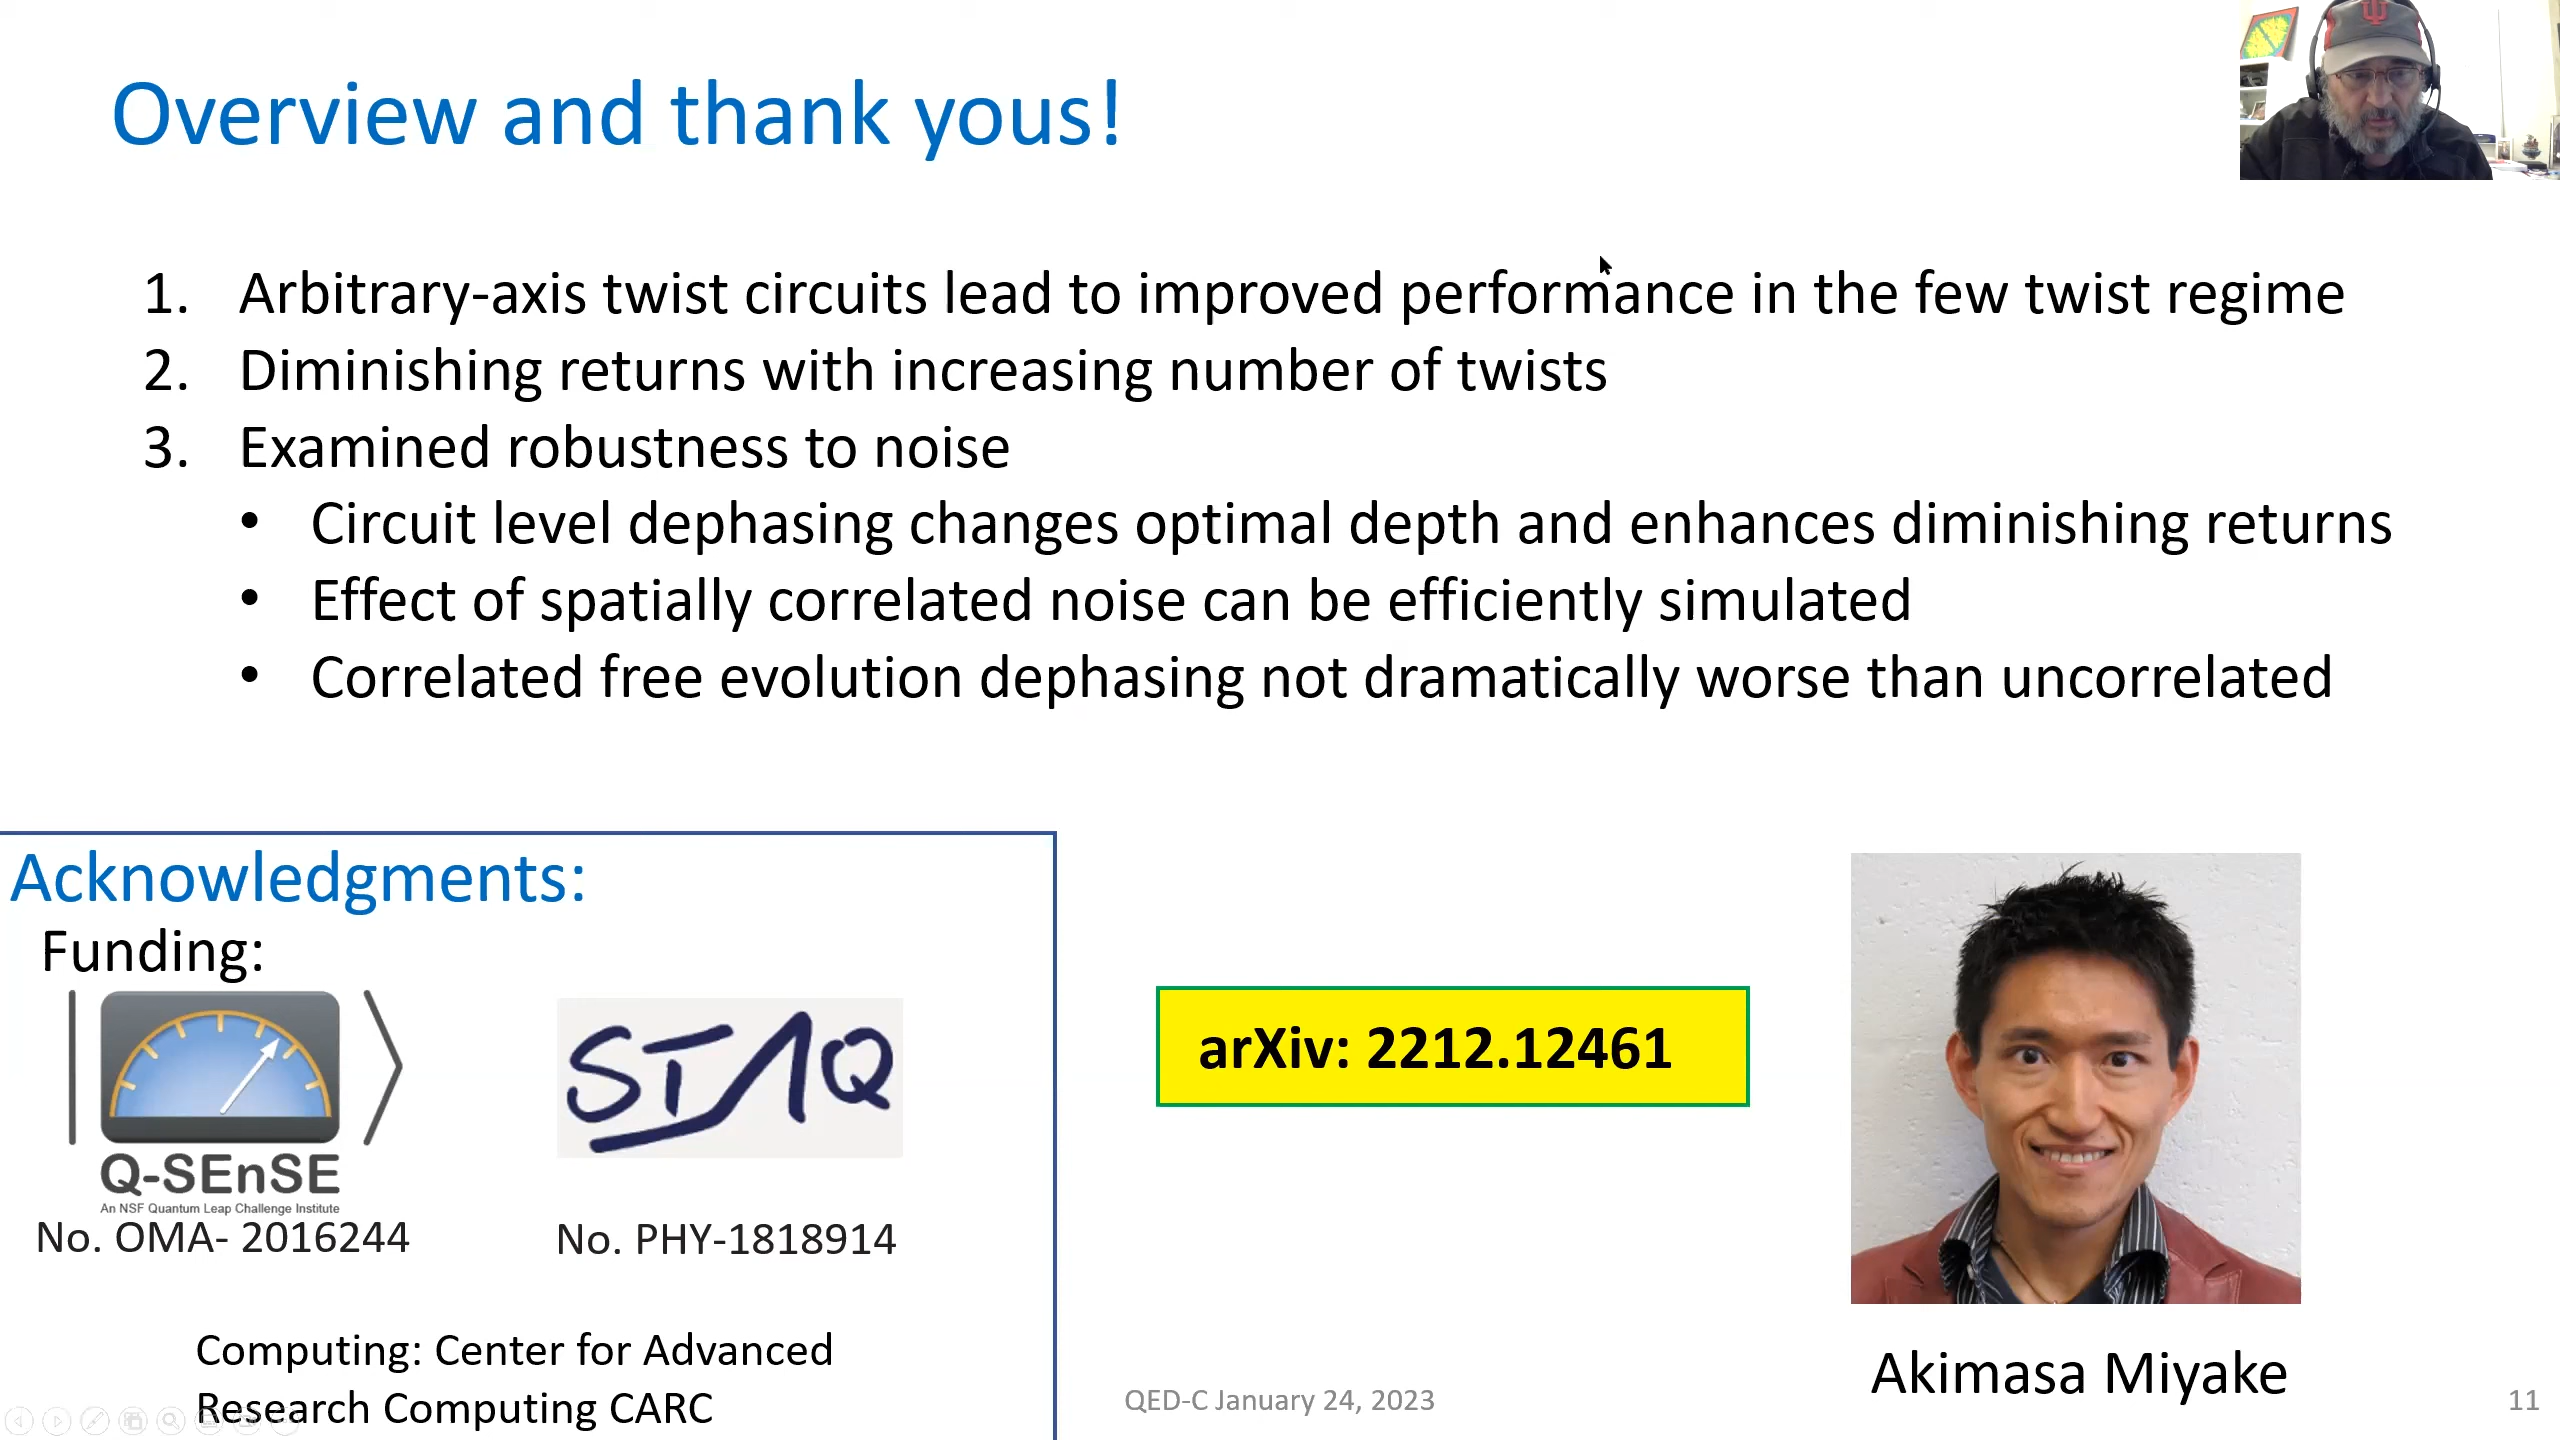 Overview and thank yous!
1. Arbitrary-axis twist circuits lead to improved performance in the few twist regime
2. Diminishing returns with increasing number of twists
3. Examined robustness to noise
• Circuit level dephasing changes optimal depth and enhances diminishing returns
• Effect of spatially correlated noise can be efficiently simulated
• Correlated free evolution dephasing not dramatically worse than uncorrelated
Acknowledgments:
Funding:
Q-SEnSE
An NSF Quantum Leap Challenge Institute
No. OMA- 2016244
STAQ
No. PHY-1818914
Computing: Center for Advanced
Research Computing CARC
arXiv: 2212.12461
Akimasa Miyake
QED-C January 24, 2023
11